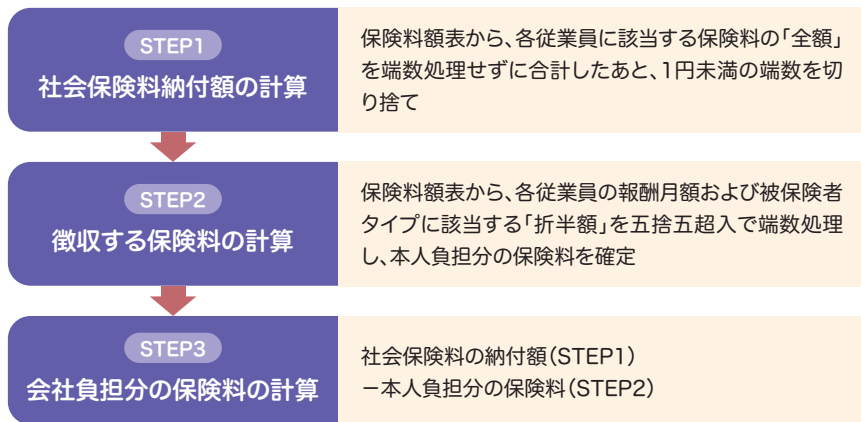 STEP1
社会保険料納付額の計算
保険料額表から、各従業員に該当する保険料の「全額」
を端数処理せずに合計したあと、1円未満の端数を切
り捨て
STEP2
徴収する保険料の計算
保険料額表から、各従業員の報酬月額および被保険者
タイプに該当する「折半額」を五捨五超入で端数処理
し、本人負担分の保険料を確定
STEP3
会社負担分の保険料の計算
社会保険料の納付額(STEP1)
−本人負担分の保険料(STEP2)